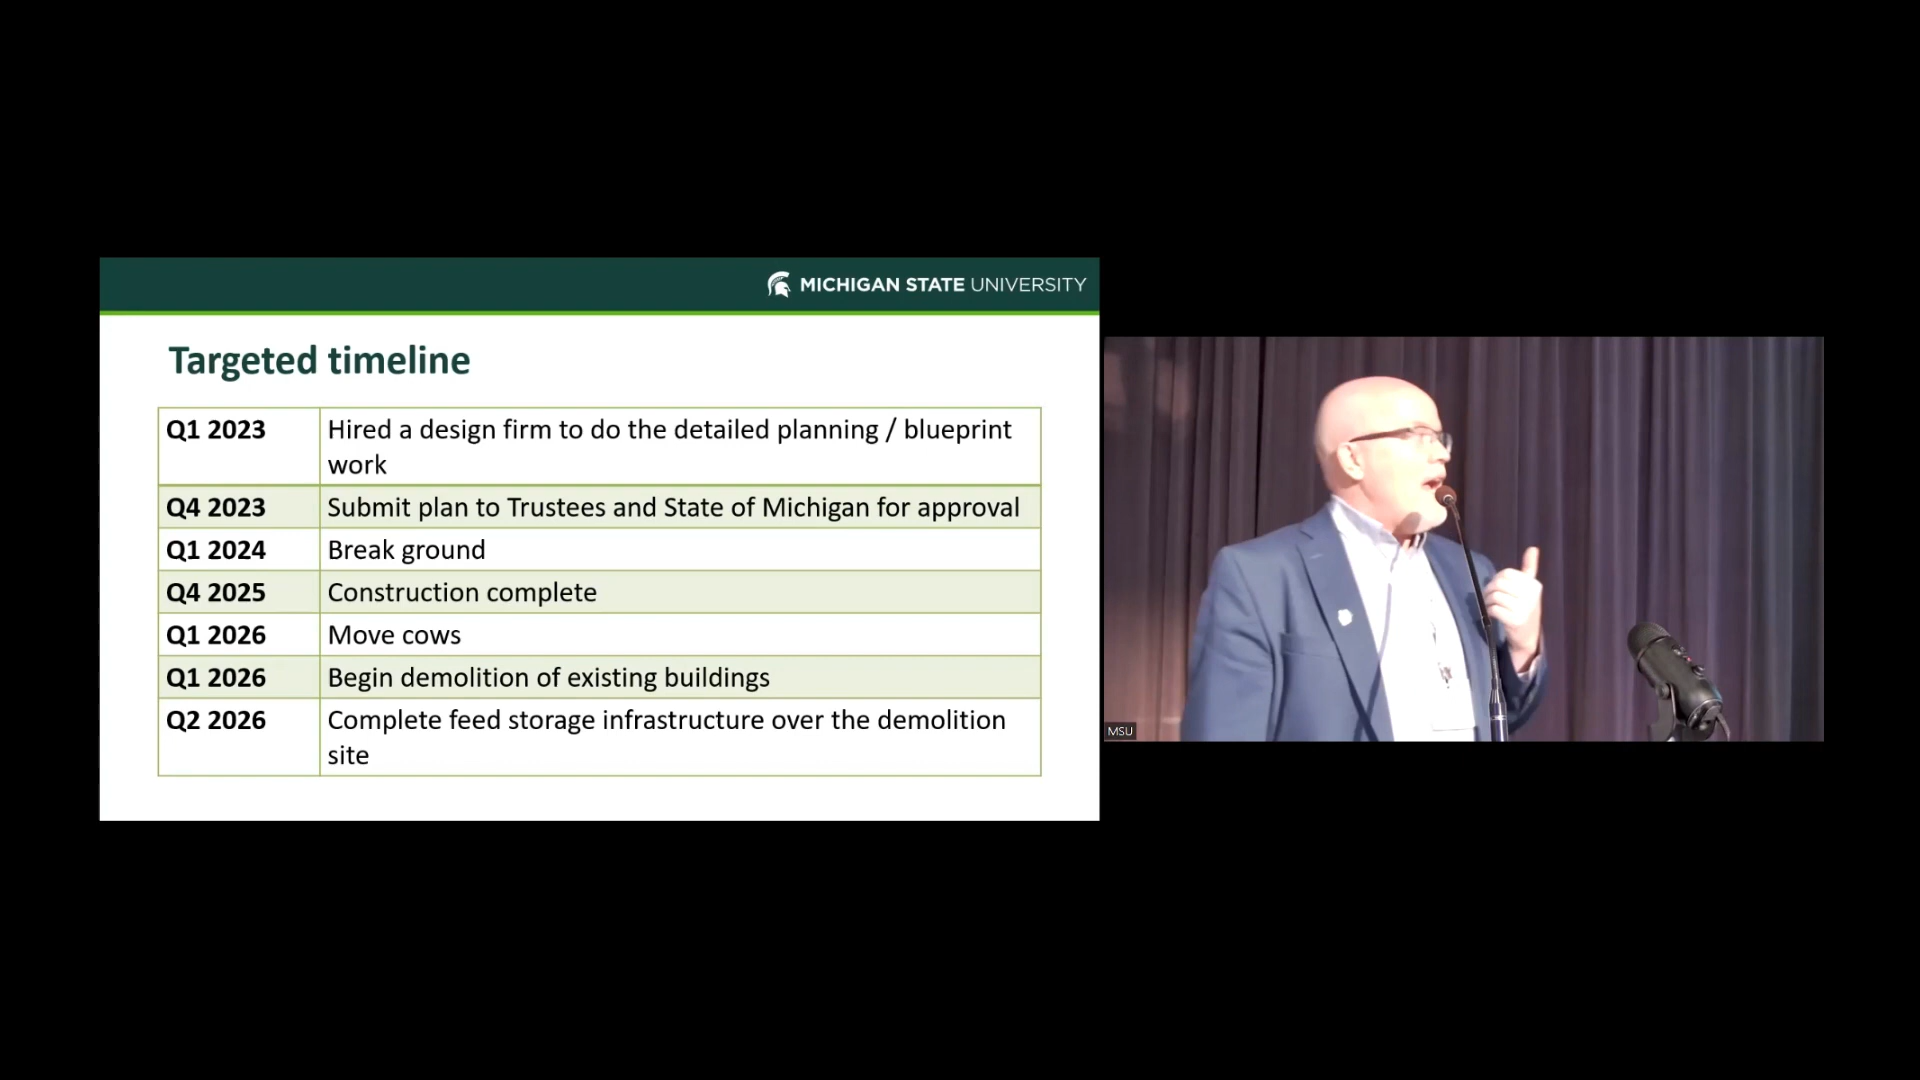 MICHIGAN STATE UNIVERSITY
Targeted timeline
Q1 2023 Hired a design firm to do the detailed planning / blueprint
work
Q4 2023 Submit plan to Trustees and State of Michigan for approval
Q1 2024 Break ground
Q4 2025 Construction complete
Q1 2026 Move cows
Q1 2026 Begin demolition of existing buildings
Q2 2026 Complete feed storage infrastructure over the demolition
site
MSU